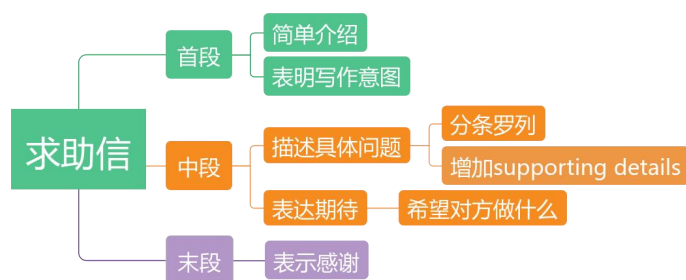 求助信
首段
简单介绍
表明写作意图
中段
描述具体问题
分条罗列
增加supporting details
表达期待
希望对方做什么
末段
表示感谢